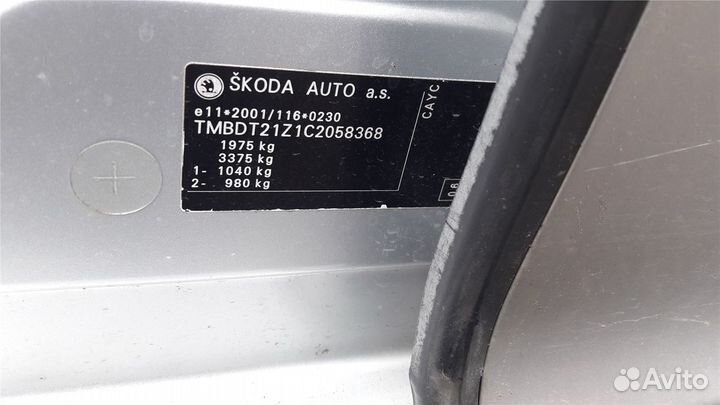 ŠKODA AUTO a.s.
e11*2001/116*0230
TMBDT21Z1C2058368
1975 kg
3375 kg
1- 1040 kg
2- 980 kg
CAYC
Avito